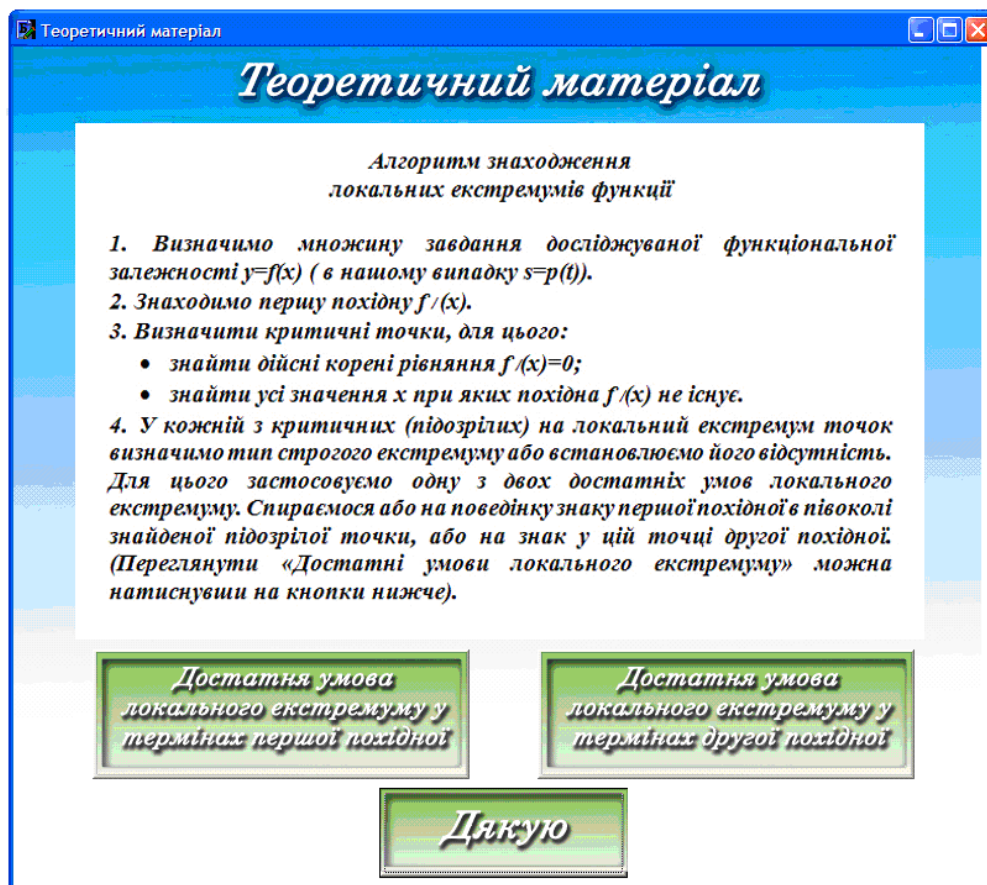 Теоретичний матеріал
Теоретичний матеріал
Алгоритм знаходження
локальних екстремумів функції
1. Визначимо множину завдання досліджуваної функціональної
залежності y=f(x) ( в нашому випадку s=p(t)).
2. Знаходимо першу похідну f /(x).
3. Визначити критичні точки, для цього:
• знайти дійсні корені рівняння f /(x)=0;
• знайти усі значення x при яких похідна f /(x) не існує.
4. У кожній з критичних (підозрілих) на локальний екстремум точок
визначимо тип строгого екстремуму або встановлюємо його відсутність.
Для цього застосовуємо одну з двох достатніх умов локального
екстремуму. Спираємося або на поведінку знаку першої похідної в півоколі
знайденої підозрілої точки, або на знак у цій точці другої похідної.
(Переглянути «Достатні умови локального екстремуму» можна
натиснувши на кнопки нижче).
Достатня умова
локального екстремуму у
термінах першої похідної
Достатня умова
локального екстремуму у
термінах другої похідної
Дякую